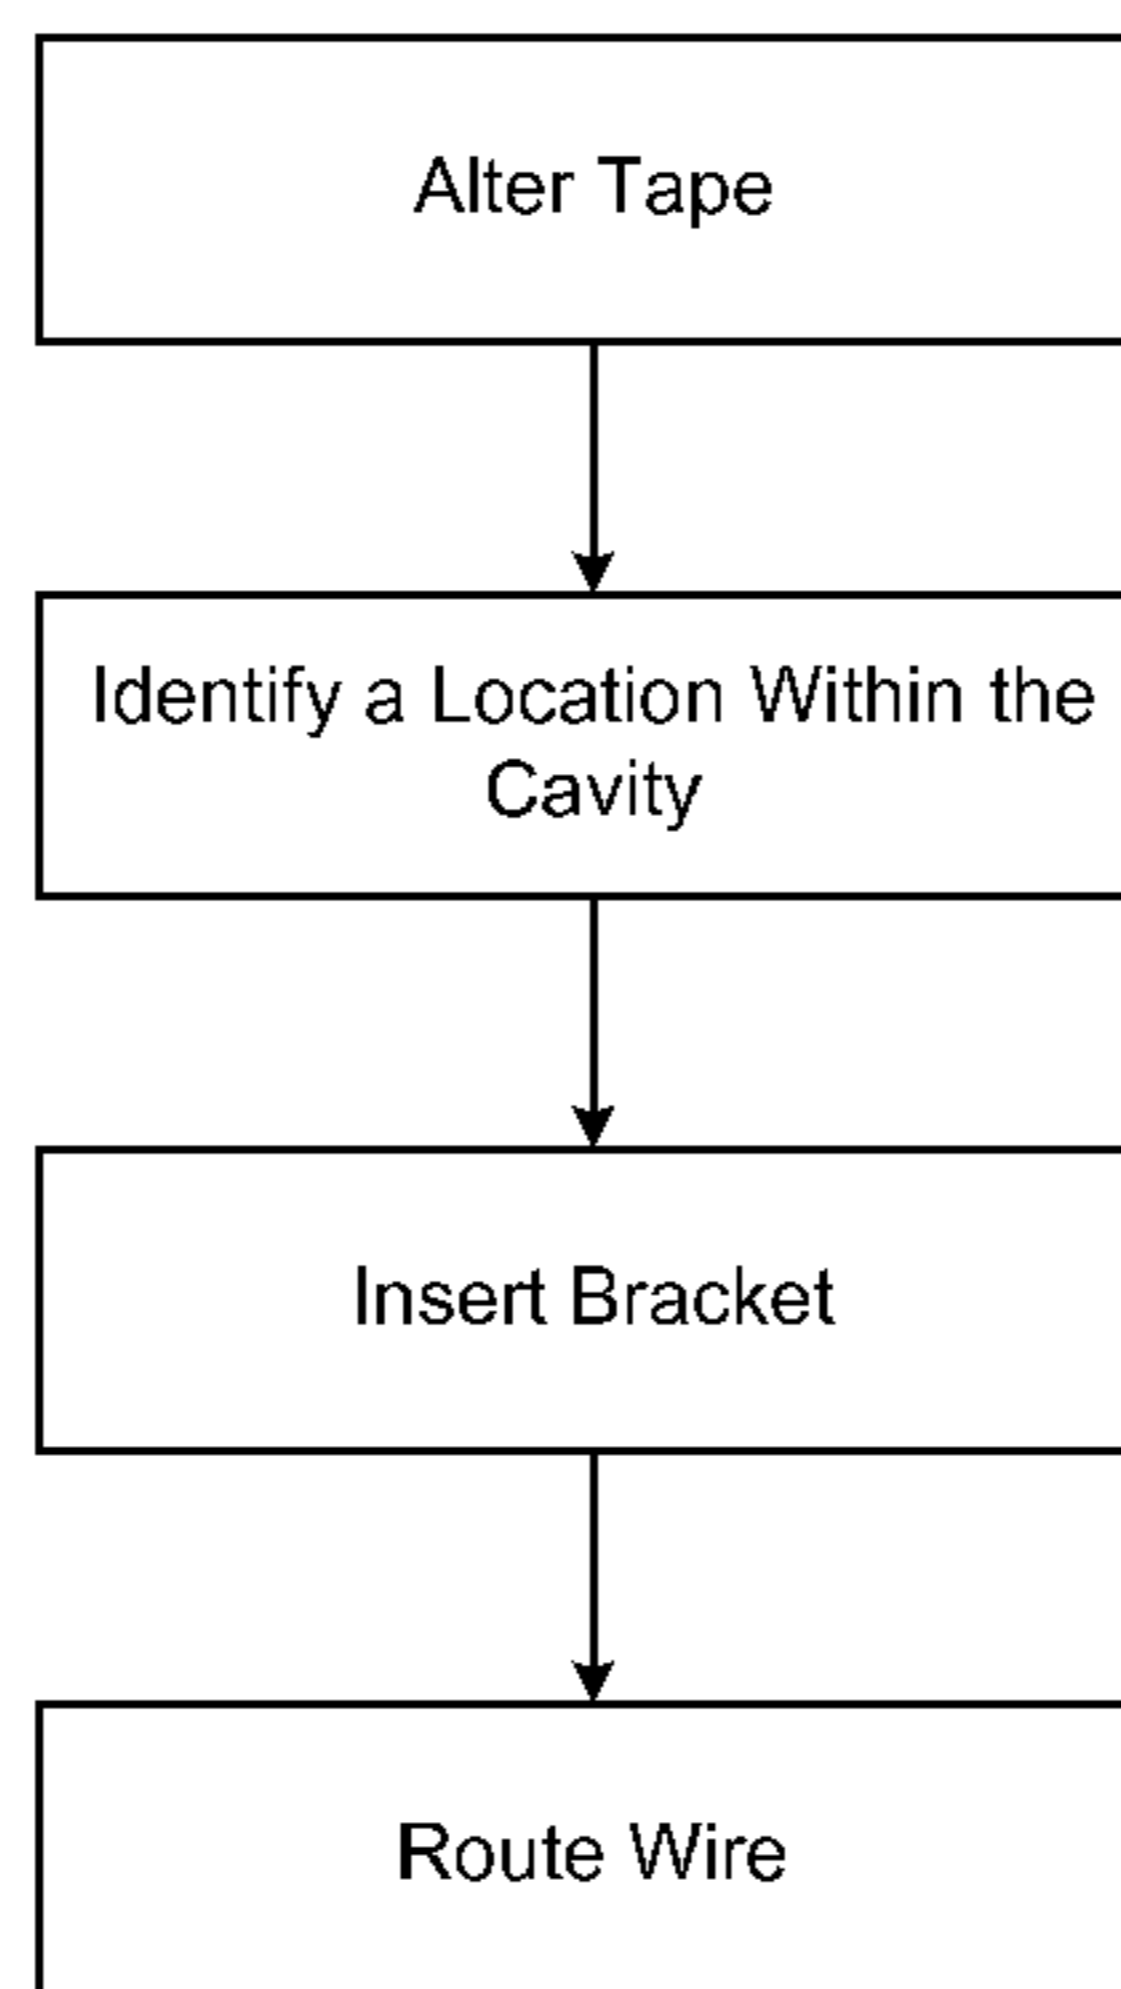 Alter Tape
Identify a Location Within the
Cavity
Insert Bracket
Route Wire